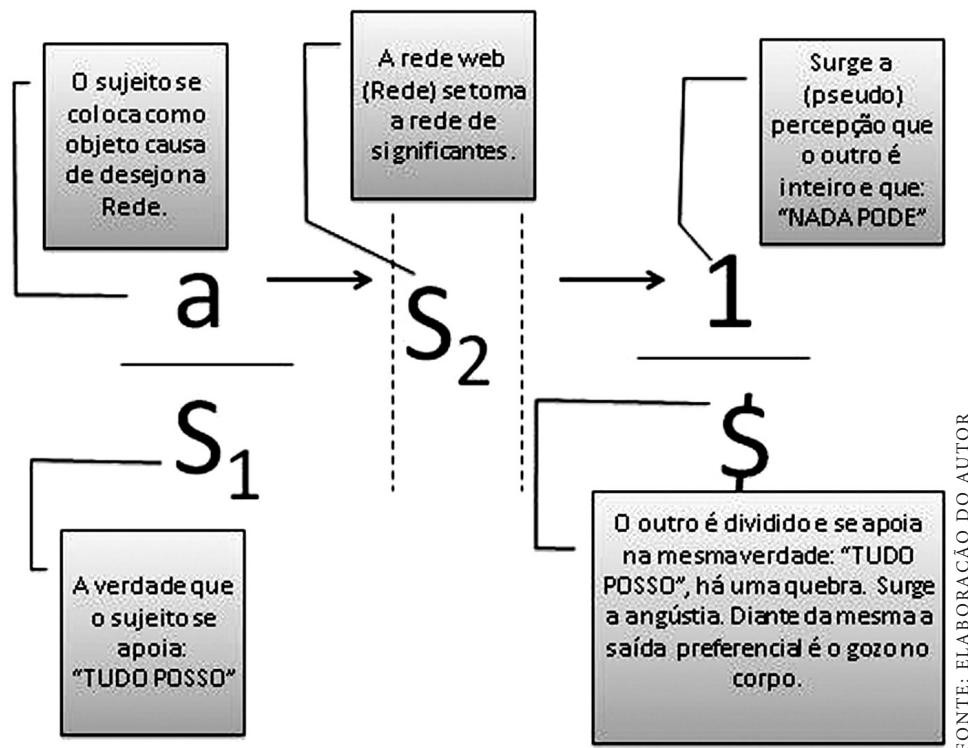 O sujeito se
coloca como
objeto causa
de desejo na
Rede.
A rede web
(Rede) se torna
a rede de
significantes.
Surge a
(pseudo)
percepção que
o outro é
inteiro e que:
“NADA PODE”
a
S₂
1
S₁
$
A verdade que
o sujeito se
apoia:
“TUDO POSSO”
O outro é dividido e se apoia
na mesma verdade: “TUDO
POSSO”, há uma quebra. Surge
a angústia. Diante da mesma a
saída preferencial é o gozo no
corpo.
FONTE: ELABORAÇÃO DO AUTOR